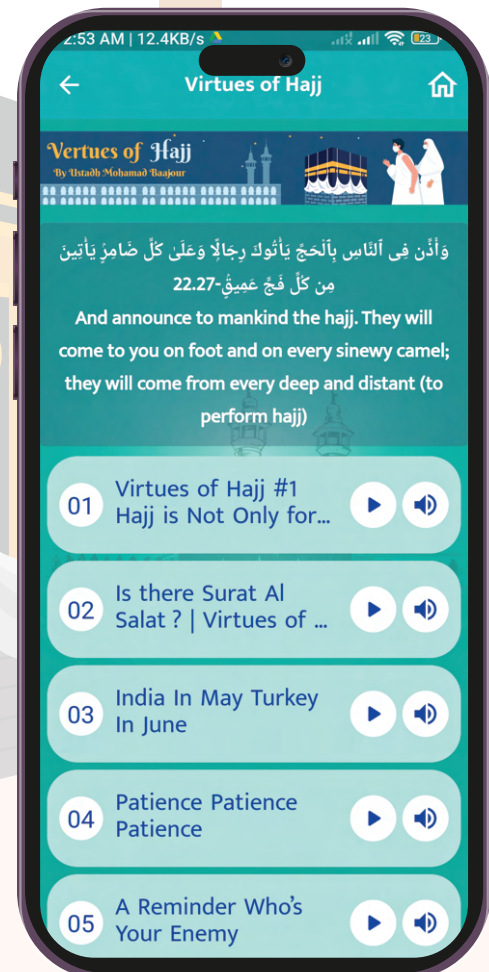 2:53 AM | 12.4KB/s
23
Virtues of Hajj
Vertues of Hajj
By Ustadh Mohamad Baajour
وَأَذِّن فِى ٱلنَّاسِ بِٱلْحَجِّ يَأْتُوكَ رِجَالًا وَعَلَىٰ كُلِّ ضَامِرٍ يَأْتِينَ
مِن كُلِّ فَجٍّ عَمِيقٍ-22.27
And announce to mankind the hajj. They will
come to you on foot and on every sinewy camel;
they will come from every deep and distant (to
perform hajj)
01
Virtues of Hajj #1
Hajj is Not Only for...
02
Is there Surat Al
Salat ? | Virtues of ...
03
India In May Turkey
In June
04
Patience Patience
Patience
05
A Reminder Who's
Your Enemy